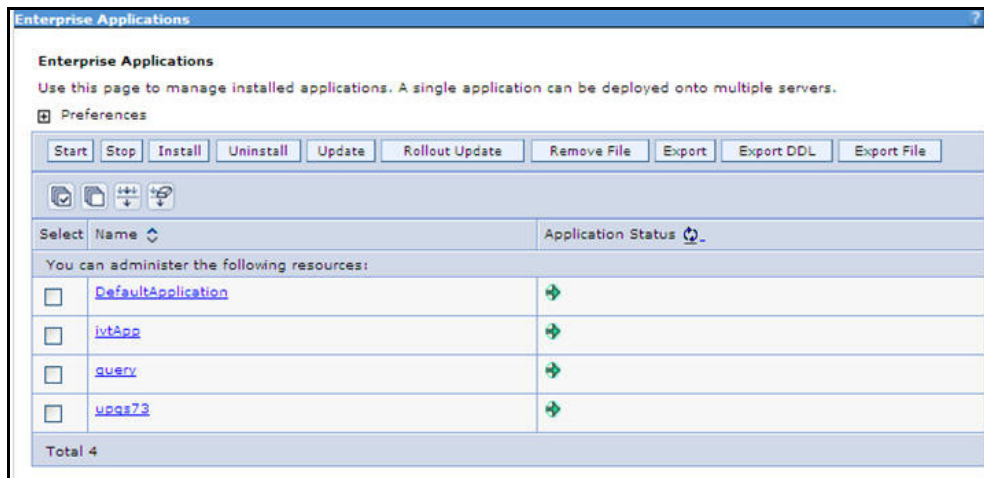 Enterprise Applications ?
Enterprise Applications
Use this page to manage installed applications. A single application can be deployed onto multiple servers.
Preferences
Start Stop Install Uninstall Update Rollout Update Remove File Export Export DDL Export File
Select Name Application Status
You can administer the following resources:
DefaultApplication
ivtApp
query
upgs73
Total 4